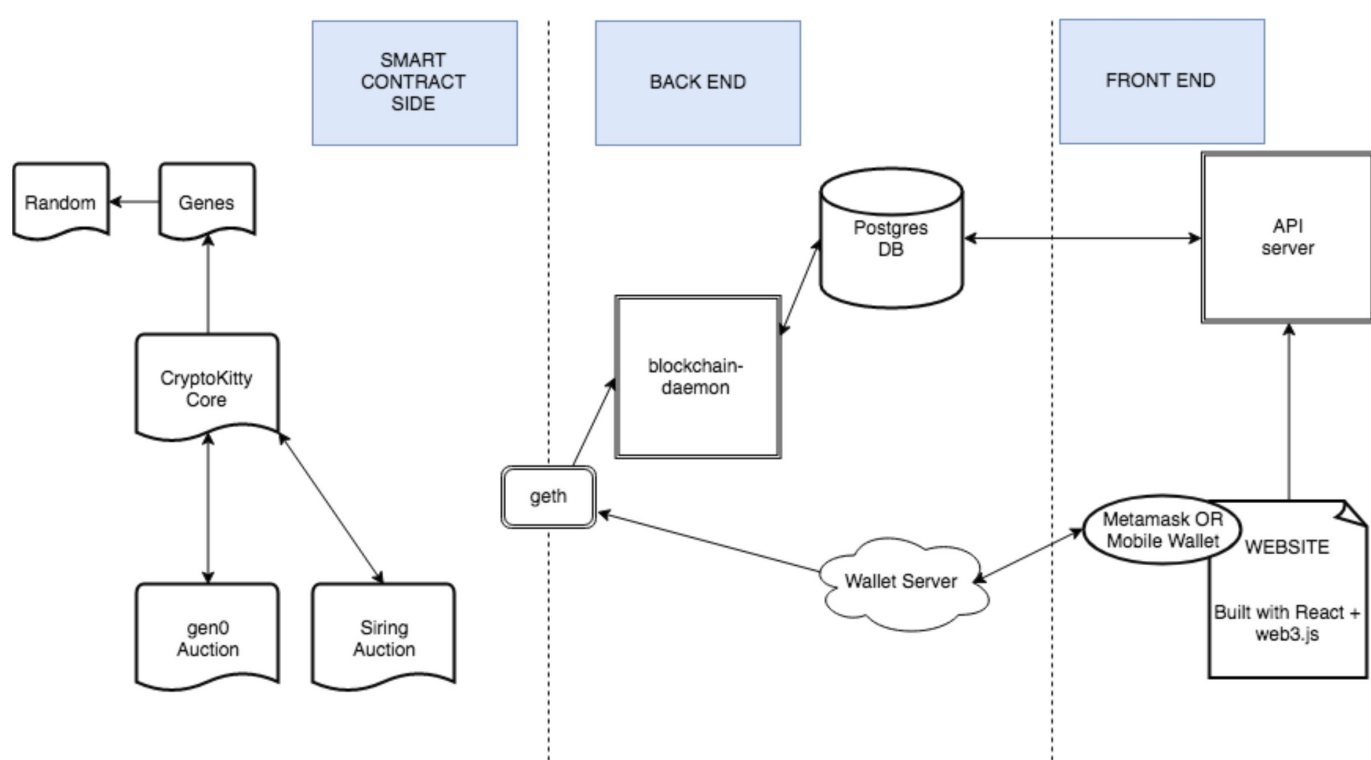 SMART
CONTRACT
SIDE
BACK END
FRONT END
Random
Genes
Postgres
DB
API
server
CryptoKitty
Core
blockchain-
daemon
geth
Metamask OR
Mobile Wallet
WEBSITE
Wallet Server
Built with React +
web3.js
gen0
Auction
Siring
Auction